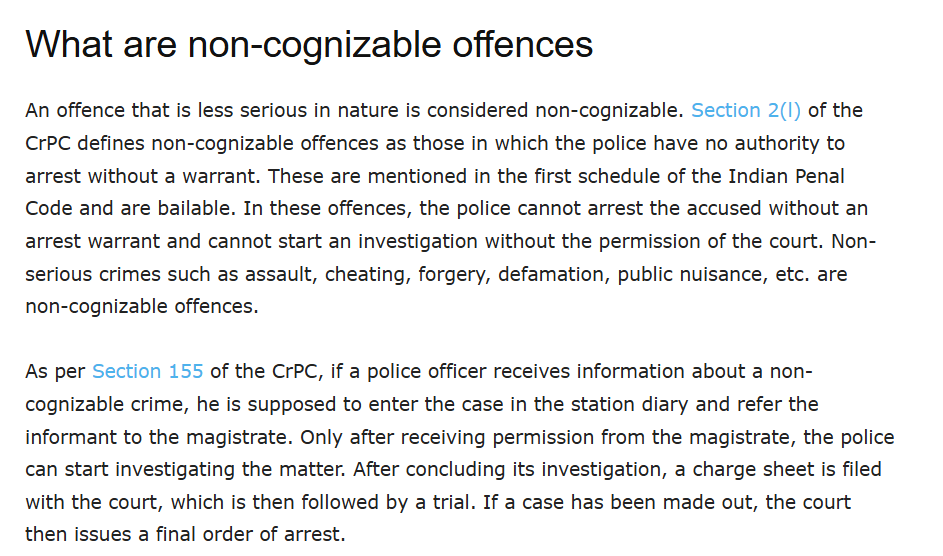 What are non-cognizable offences
An offence that is less serious in nature is considered non-cognizable. Section 2(l) of the
CrPC defines non-cognizable offences as those in which the police have no authority to
arrest without a warrant. These are mentioned in the first schedule of the Indian Penal
Code and are bailable. In these offences, the police cannot arrest the accused without an
arrest warrant and cannot start an investigation without the permission of the court. Non-
serious crimes such as assault, cheating, forgery, defamation, public nuisance, etc. are
non-cognizable offences.
As per Section 155 of the CrPC, if a police officer receives information about a non-
cognizable crime, he is supposed to enter the case in the station diary and refer the
informant to the magistrate. Only after receiving permission from the magistrate, the police
can start investigating the matter. After concluding its investigation, a charge sheet is filed
with the court, which is then followed by a trial. If a case has been made out, the court
then issues a final order of arrest.